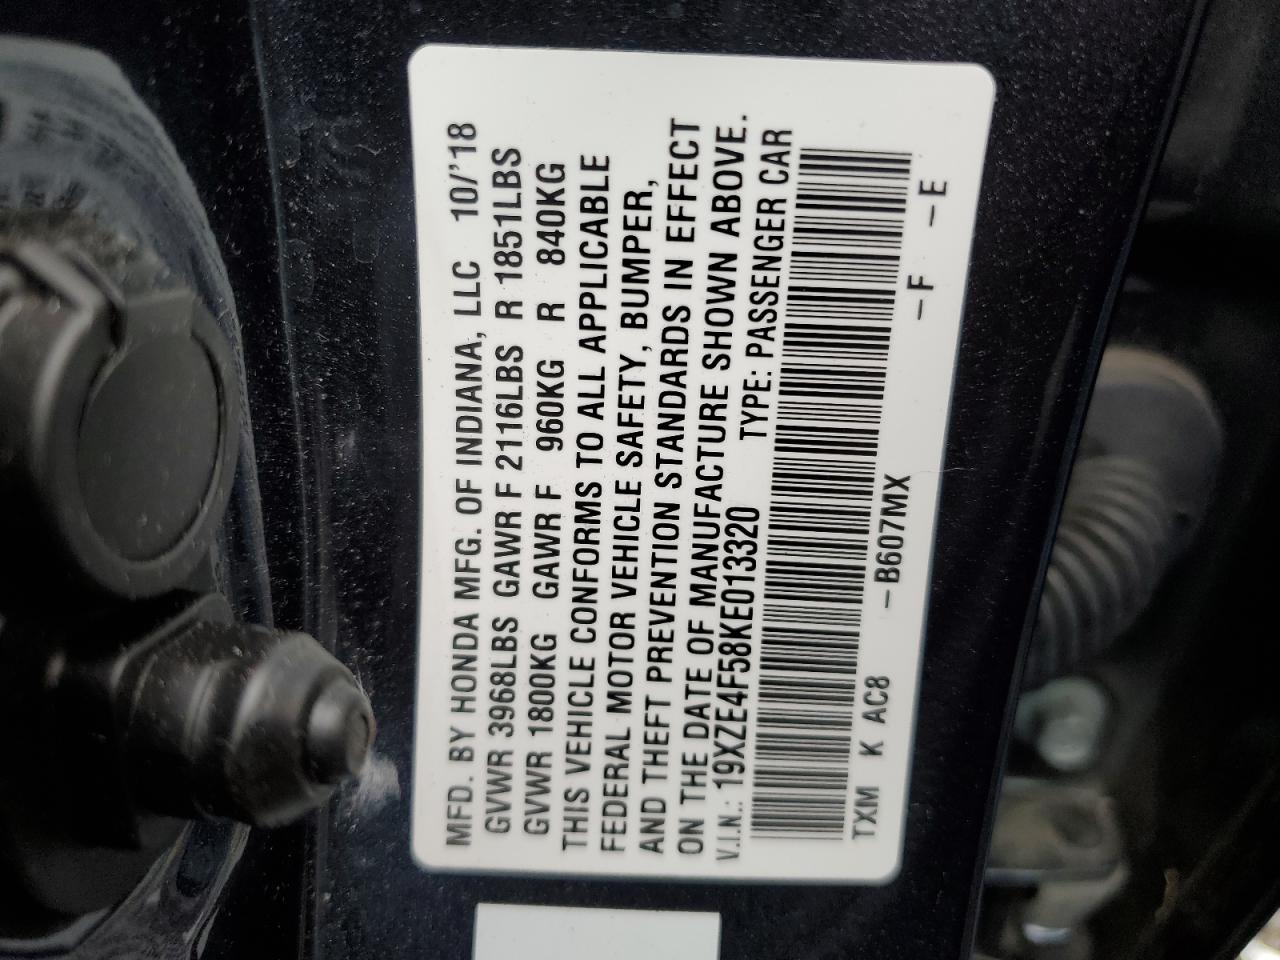 MFD. BY HONDA MFG. OF INDIANA, LLC 10/'18
GVWR 3968LBS GAWR F 2116LBS R 1851LBS
GVWR 1800KG GAWR F 960KG R 840KG
THIS VEHICLE CONFORMS TO ALL APPLICABLE
FEDERAL MOTOR VEHICLE SAFETY, BUMPER,
AND THEFT PREVENTION STANDARDS IN EFFECT
ON THE DATE OF MANUFACTURE SHOWN ABOVE.
V.I.N.: 19XZE4F58KE013320 TYPE: PASSENGER CAR
TXM K AC8 -B607MX -F -E